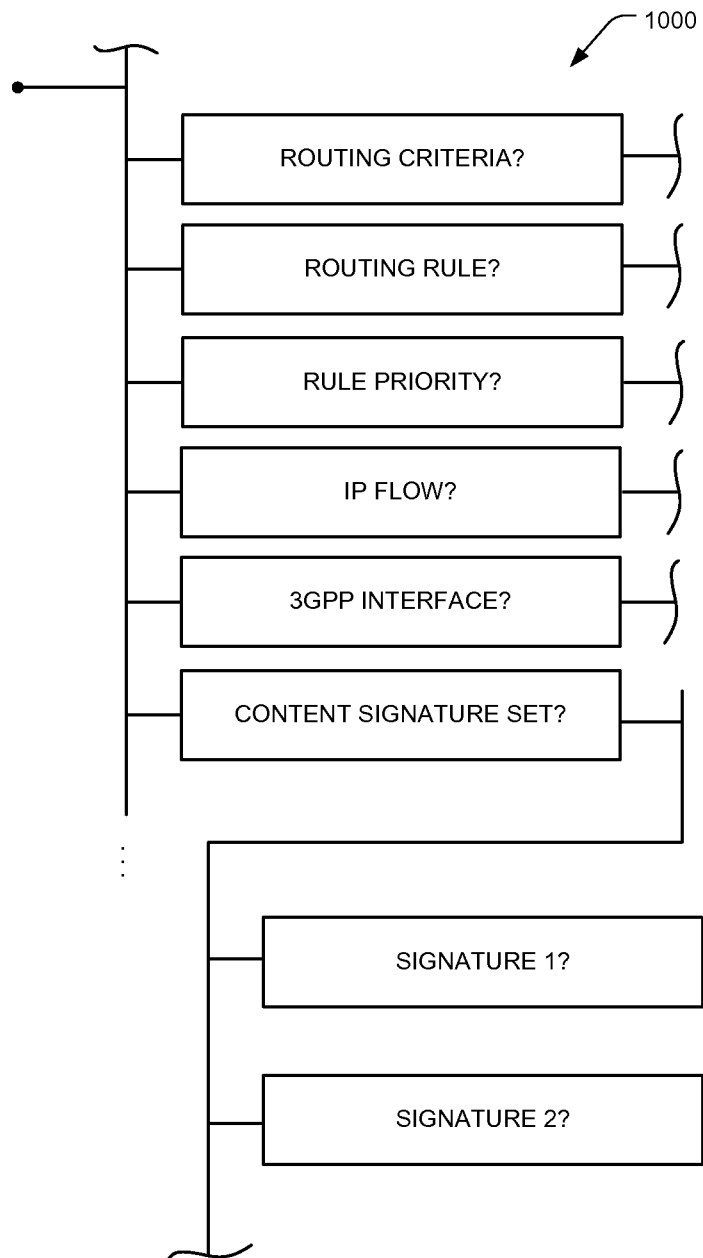 1000
ROUTING CRITERIA?
ROUTING RULE?
RULE PRIORITY?
IP FLOW?
3GPP INTERFACE?
CONTENT SIGNATURE SET?
...
SIGNATURE 1?
SIGNATURE 2?